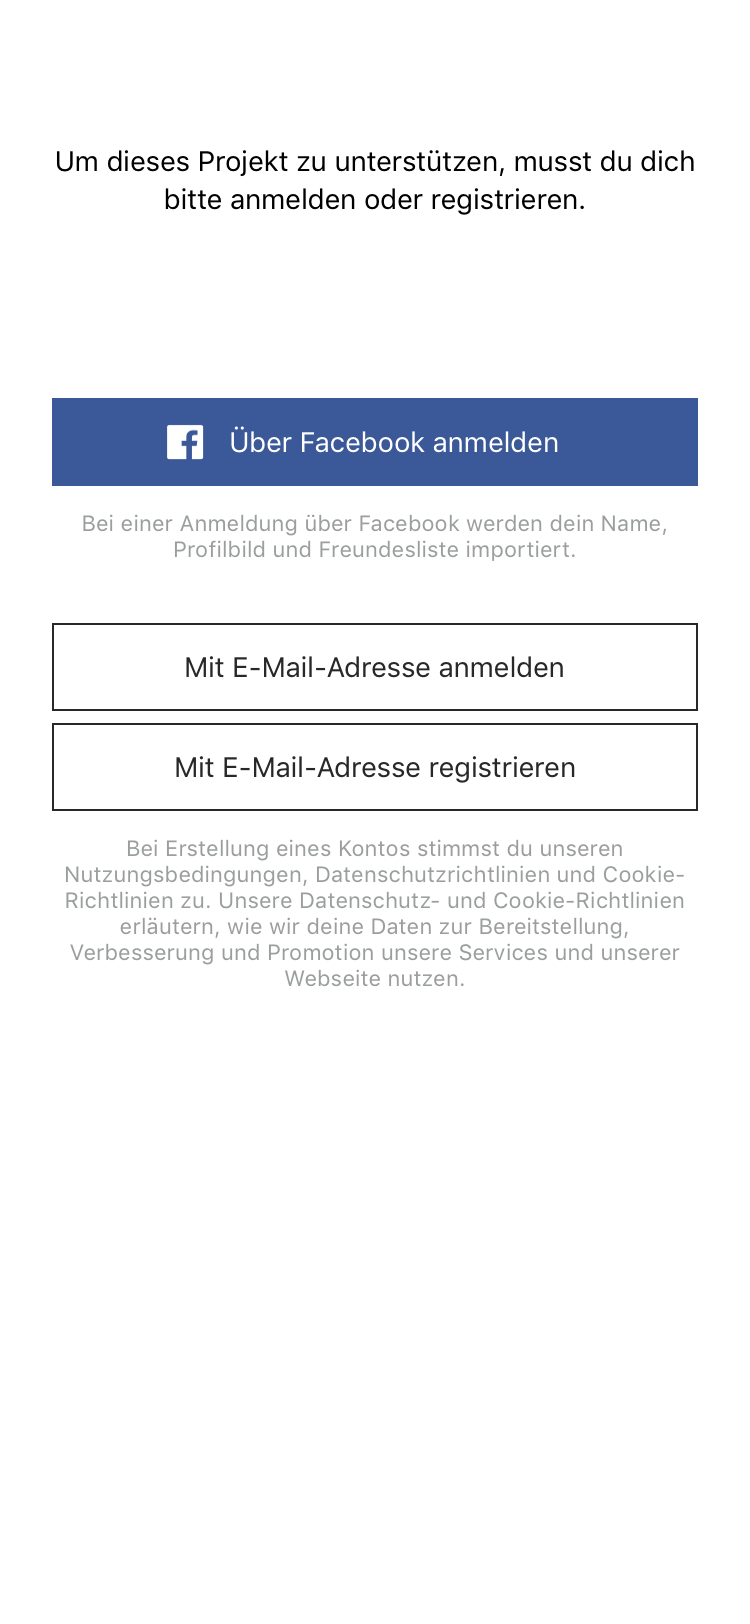 Um dieses Projekt zu unterstützen, musst du dich
bitte anmelden oder registrieren.
Über Facebook anmelden
Bei einer Anmeldung über Facebook werden dein Name,
Profilbild und Freundesliste importiert.
Mit E-Mail-Adresse anmelden
Mit E-Mail-Adresse registrieren
Bei Erstellung eines Kontos stimmst du unseren
Nutzungsbedingungen, Datenschutzrichtlinien und Cookie-
Richtlinien zu. Unsere Datenschutz- und Cookie-Richtlinien
erläutern, wie wir deine Daten zur Bereitstellung,
Verbesserung und Promotion unsere Services und unserer
Webseite nutzen.